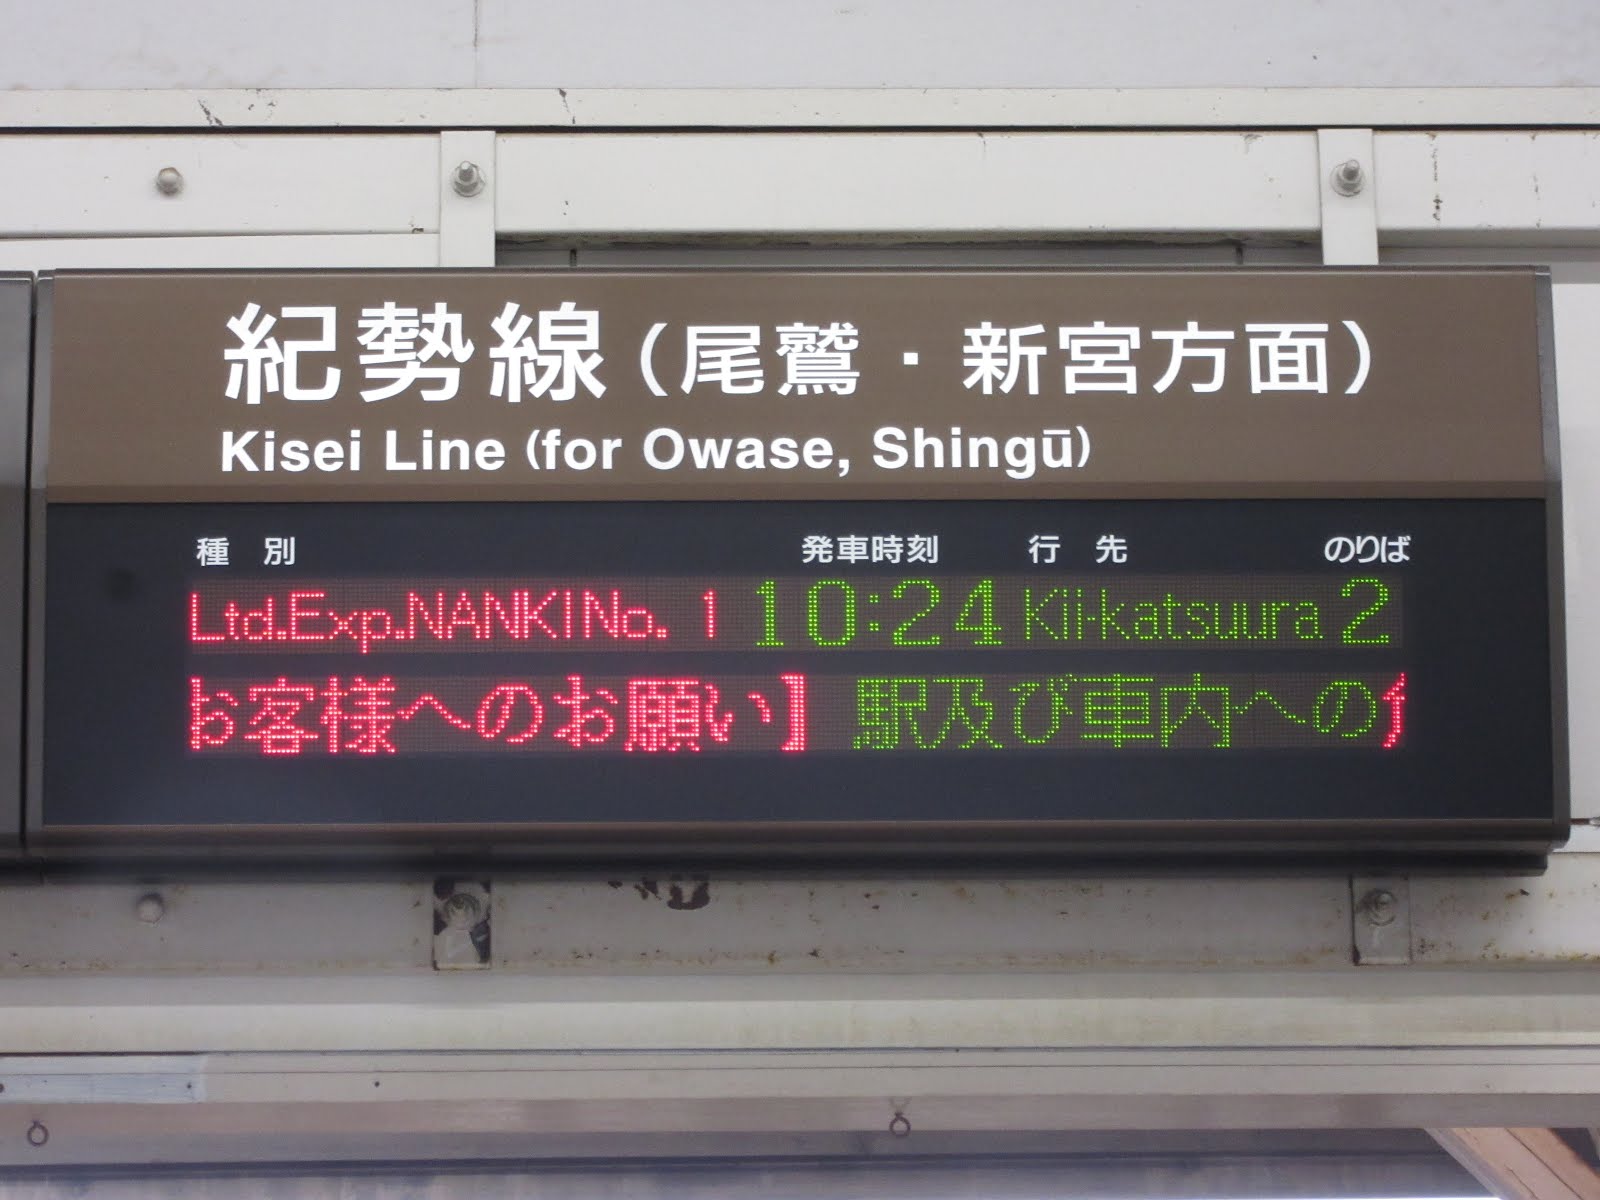 紀勢線(尾鷲・新宮方面)
Kisei Line (for Owase, Shingū)
種 別 発車時刻 行 先 のりば
Ltd.Exp.NANKI No. 1 10:24 Kii-katsuura 2
お客様へのお願い】 駅及び車内への